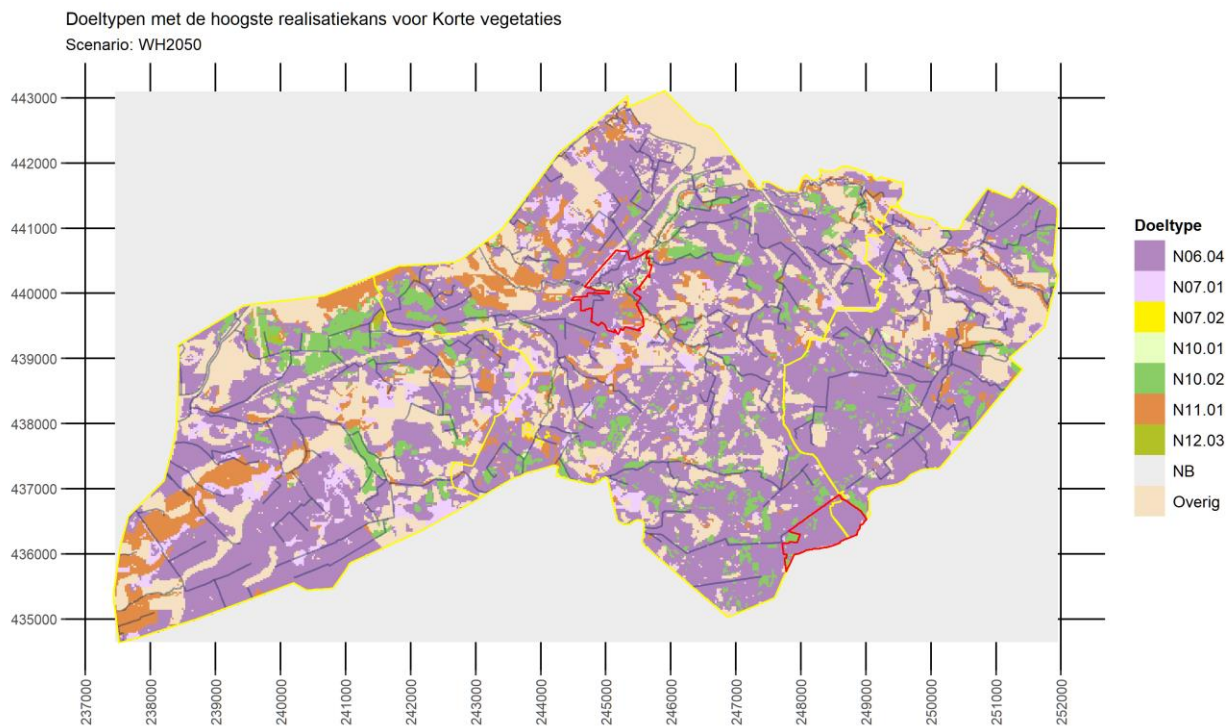 Doeltypen met de hoogste realisatiekans voor Korte vegetaties
Scenario: WH2050
443000
442000
441000
440000
439000
438000
437000
436000
435000
237000
238000
239000
240000
241000
242000
243000
244000
245000
246000
247000
248000
249000
250000
251000
252000
Doeltype
N06.04
N07.01
N07.02
N10.01
N10.02
N11.01
N12.03
NB
Overig